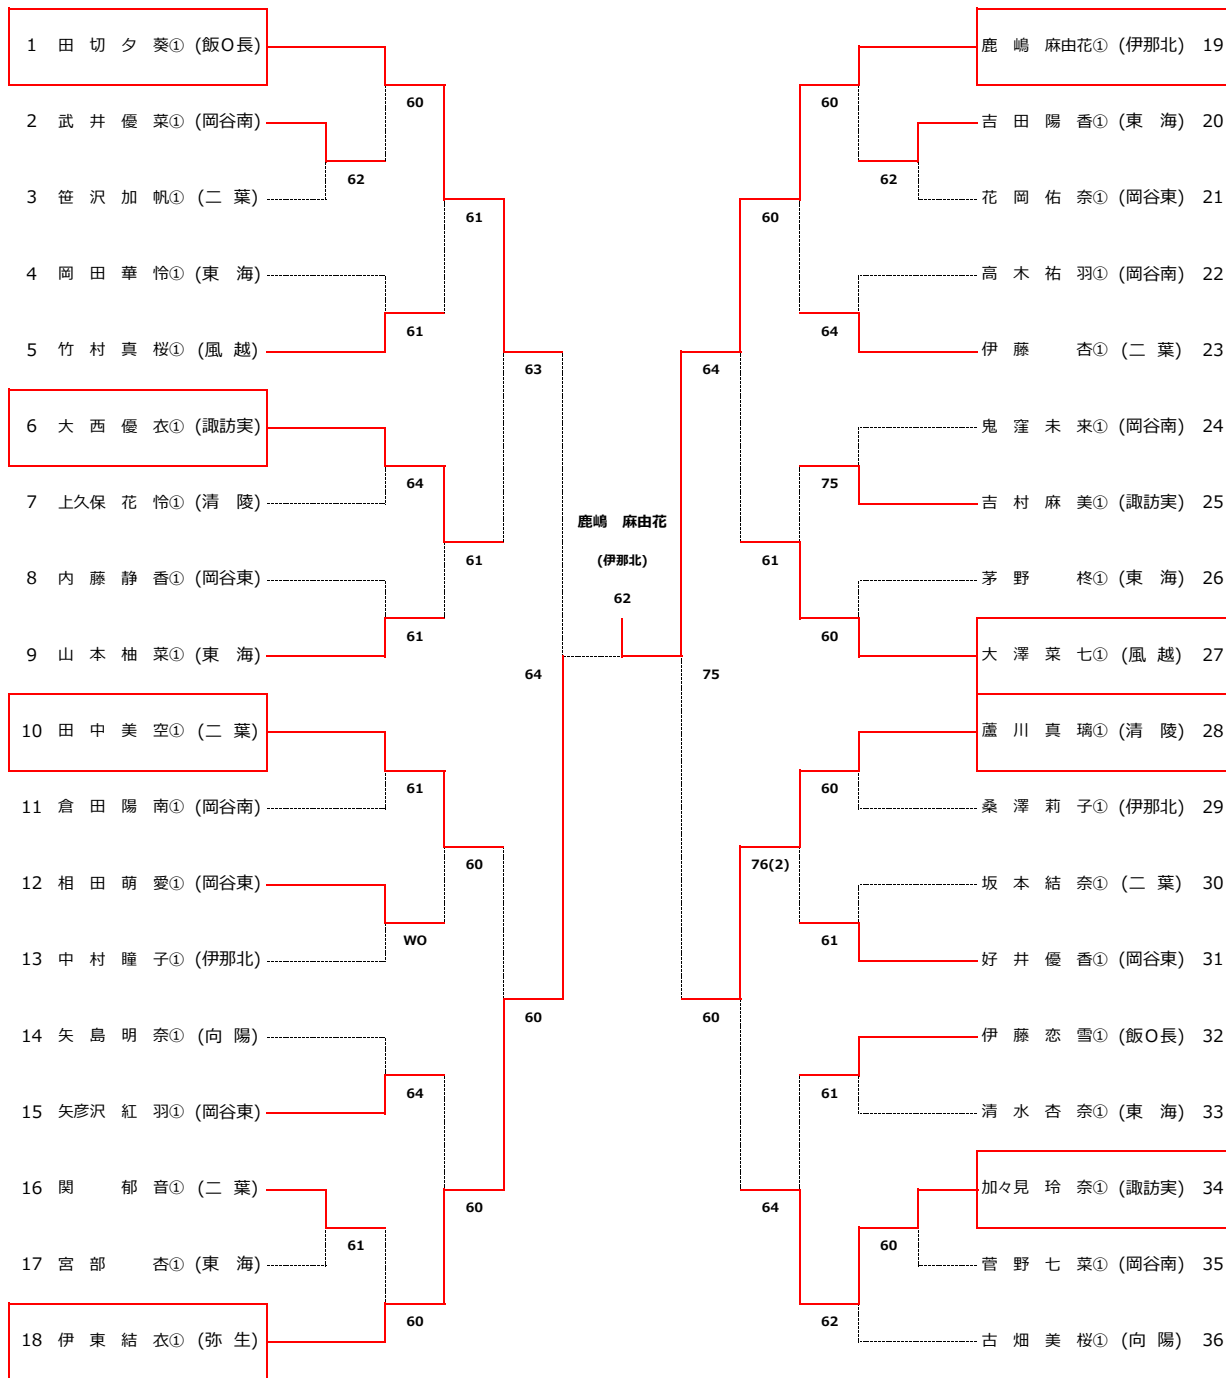 1 田切夕葵① (飯O長)
2 武井優菜① (岡谷南)
3 笹沢加帆① (二葉)
4 岡田華怜① (東海)
5 竹村真桜① (風越)
6 大西優衣① (諏訪実)
7 上久保花怜① (清陵)
8 内藤静香① (岡谷東)
9 山本柚菜① (東海)
10 田中美空① (二葉)
11 倉田陽南① (岡谷南)
12 相田萌愛① (岡谷東)
13 中村瞳子① (伊那北)
14 矢島明奈① (向陽)
15 矢彦沢紅羽① (岡谷東)
16 関郁音① (二葉)
17 宮部杏① (東海)
18 伊東結衣① (弥生)
62
61
60
61
64
61
61
WO
64
60
61
61
60
60
63
60
64
鹿嶋 麻由花
(伊那北)
62
64
60
75
60
61
76(2)
64
60
64
75
60
60
61
61
62
62
60
鹿嶋麻由花① (伊那北) 19
吉田陽香① (東海) 20
花岡佑奈① (岡谷東) 21
高木祐羽① (岡谷南) 22
伊藤杏① (二葉) 23
鬼窪未来① (岡谷南) 24
吉村麻美① (諏訪実) 25
茅野柊① (東海) 26
大澤菜七① (風越) 27
蘆川真璃① (清陵) 28
桑澤莉子① (伊那北) 29
坂本結奈① (二葉) 30
好井優香① (岡谷東) 31
伊藤恋雪① (飯O長) 32
清水杏奈① (東海) 33
加々見玲奈① (諏訪実) 34
菅野七菜① (岡谷南) 35
古畑美桜① (向陽) 36